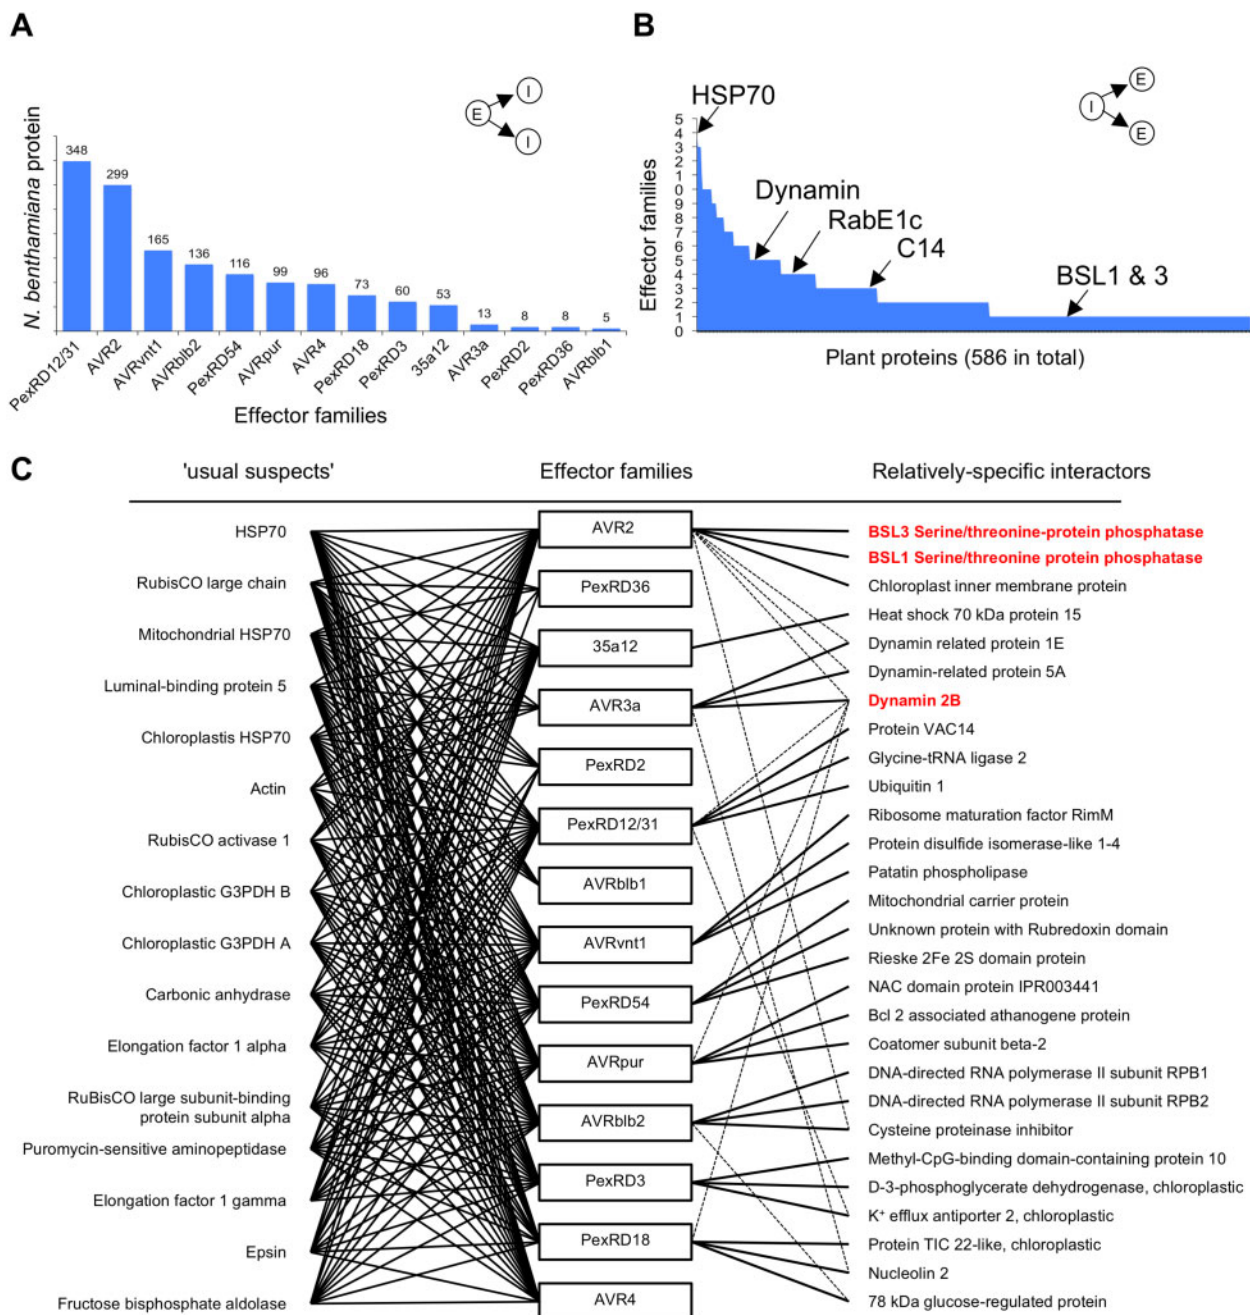 A
E
I
I
N. benthamiana protein
348
299
165
136
116
99
96
73
60
53
13
8
8
5
PexRD12/31
AVR2
AVRvnt1
AVRblb2
PexRD54
AVRpur
AVR4
PexRD18
PexRD3
35a12
AVR3a
PexRD2
PexRD36
AVRblb1
Effector families
B
HSP70
I
E
E
Dynamin
RabE1c
C14
BSL1 & 3
Effector families
5
4
3
2
1
0
9
8
7
6
5
4
3
2
1
0
Plant proteins (586 in total)
C
'usual suspects'
HSP70
RubisCO large chain
Mitochondrial HSP70
Luminal-binding protein 5
Chloroplastis HSP70
Actin
RubisCO activase 1
Chloroplastic G3PDH B
Chloroplastic G3PDH A
Carbonic anhydrase
Elongation factor 1 alpha
RuBisCO large subunit-binding
protein subunit alpha
Puromycin-sensitive aminopeptidase
Elongation factor 1 gamma
Epsin
Fructose bisphosphate aldolase
Effector families
AVR2
PexRD36
35a12
AVR3a
PexRD2
PexRD12/31
AVRblb1
AVRvnt1
PexRD54
AVRpur
AVRblb2
PexRD3
PexRD18
AVR4
Relatively-specific interactors
BSL3 Serine/threonine-protein phosphatase
BSL1 Serine/threonine protein phosphatase
Chloroplast inner membrane protein
Heat shock 70 kDa protein 15
Dynamin related protein 1E
Dynamin-related protein 5A
Dynamin 2B
Protein VAC14
Glycine-tRNA ligase 2
Ubiquitin 1
Ribosome maturation factor RimM
Protein disulfide isomerase-like 1-4
Patatin phospholipase
Mitochondrial carrier protein
Unknown protein with Rubredoxin domain
Rieske 2Fe 2S domain protein
NAC domain protein IPR003441
Bcl 2 associated athanogene protein
Coatomer subunit beta-2
DNA-directed RNA polymerase II subunit RPB1
DNA-directed RNA polymerase II subunit RPB2
Cysteine proteinase inhibitor
Methyl-CpG-binding domain-containing protein 10
D-3-phosphoglycerate dehydrogenase, chloroplastic
K⁺ efflux antiporter 2, chloroplastic
Protein TIC 22-like, chloroplastic
Nucleolin 2
78 kDa glucose-regulated protein